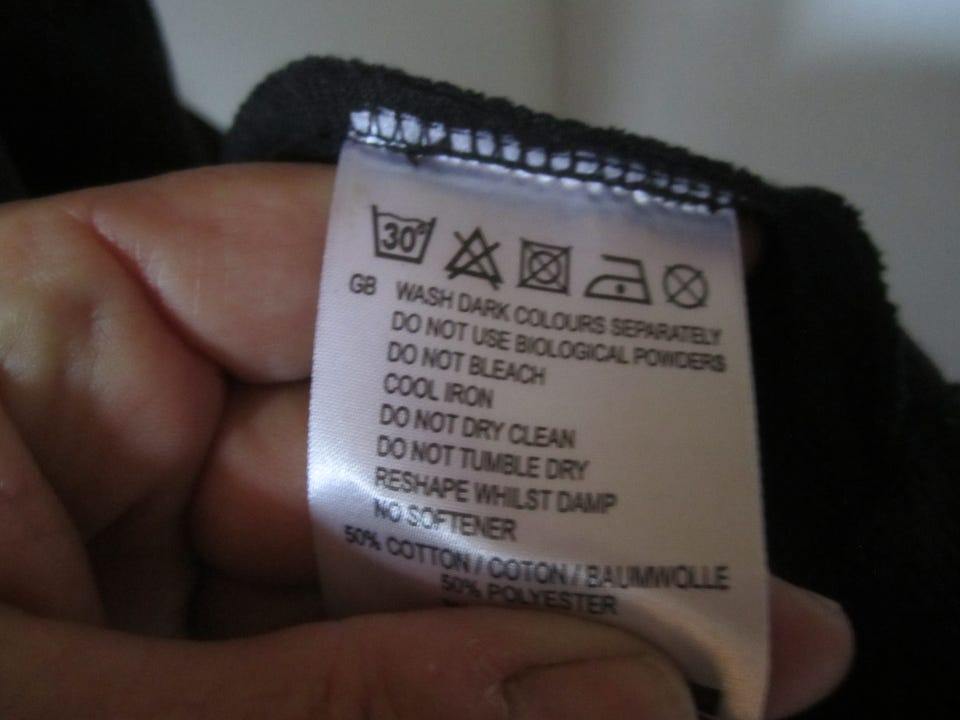 30°
GB WASH DARK COLOURS SEPARATELY
DO NOT USE BIOLOGICAL POWDERS
DO NOT BLEACH
COOL IRON
DO NOT DRY CLEAN
DO NOT TUMBLE DRY
RESHAPE WHILST DAMP
NO SOFTENER
50% COTTON / COTON / BAUMWOLLE
50% POLYESTER